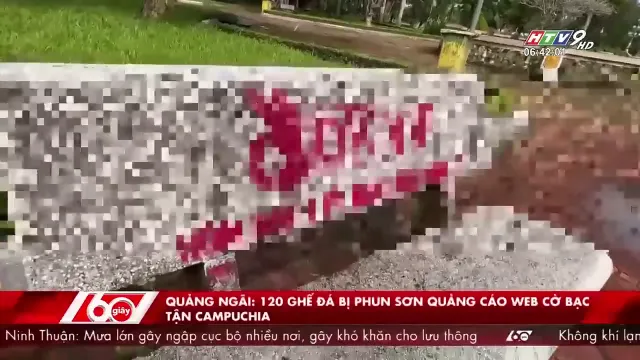 HTV9 HD
06:42:01
60 giây
QUẢNG NGÃI: 120 GHẾ ĐÁ BỊ PHUN SƠN QUẢNG CÁO WEB CỜ BẠC
TẬN CAMPUCHIA
Ninh Thuận: Mưa lớn gây ngập cục bộ nhiều nơi, gây khó khăn cho lưu thông
60
Không khí lạ